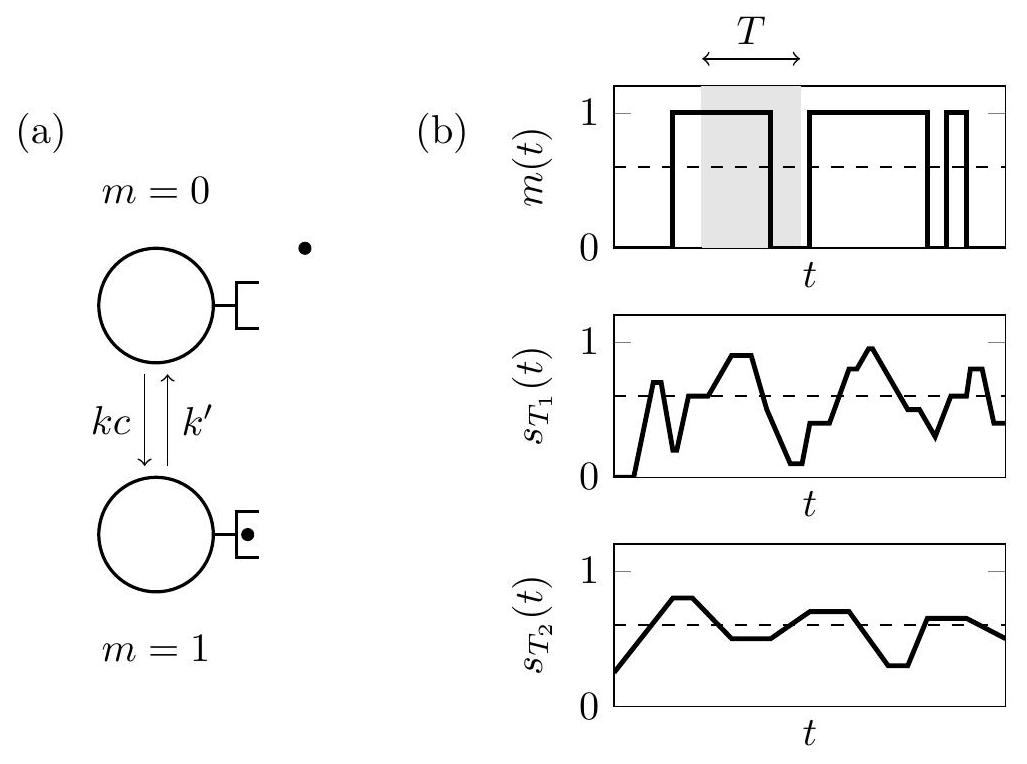 (a)
m = 0
kc
k′
m = 1
(b)
T
m(t)
1
0
t
s_{T_1}(t)
1
0
t
s_{T_2}(t)
1
0
t